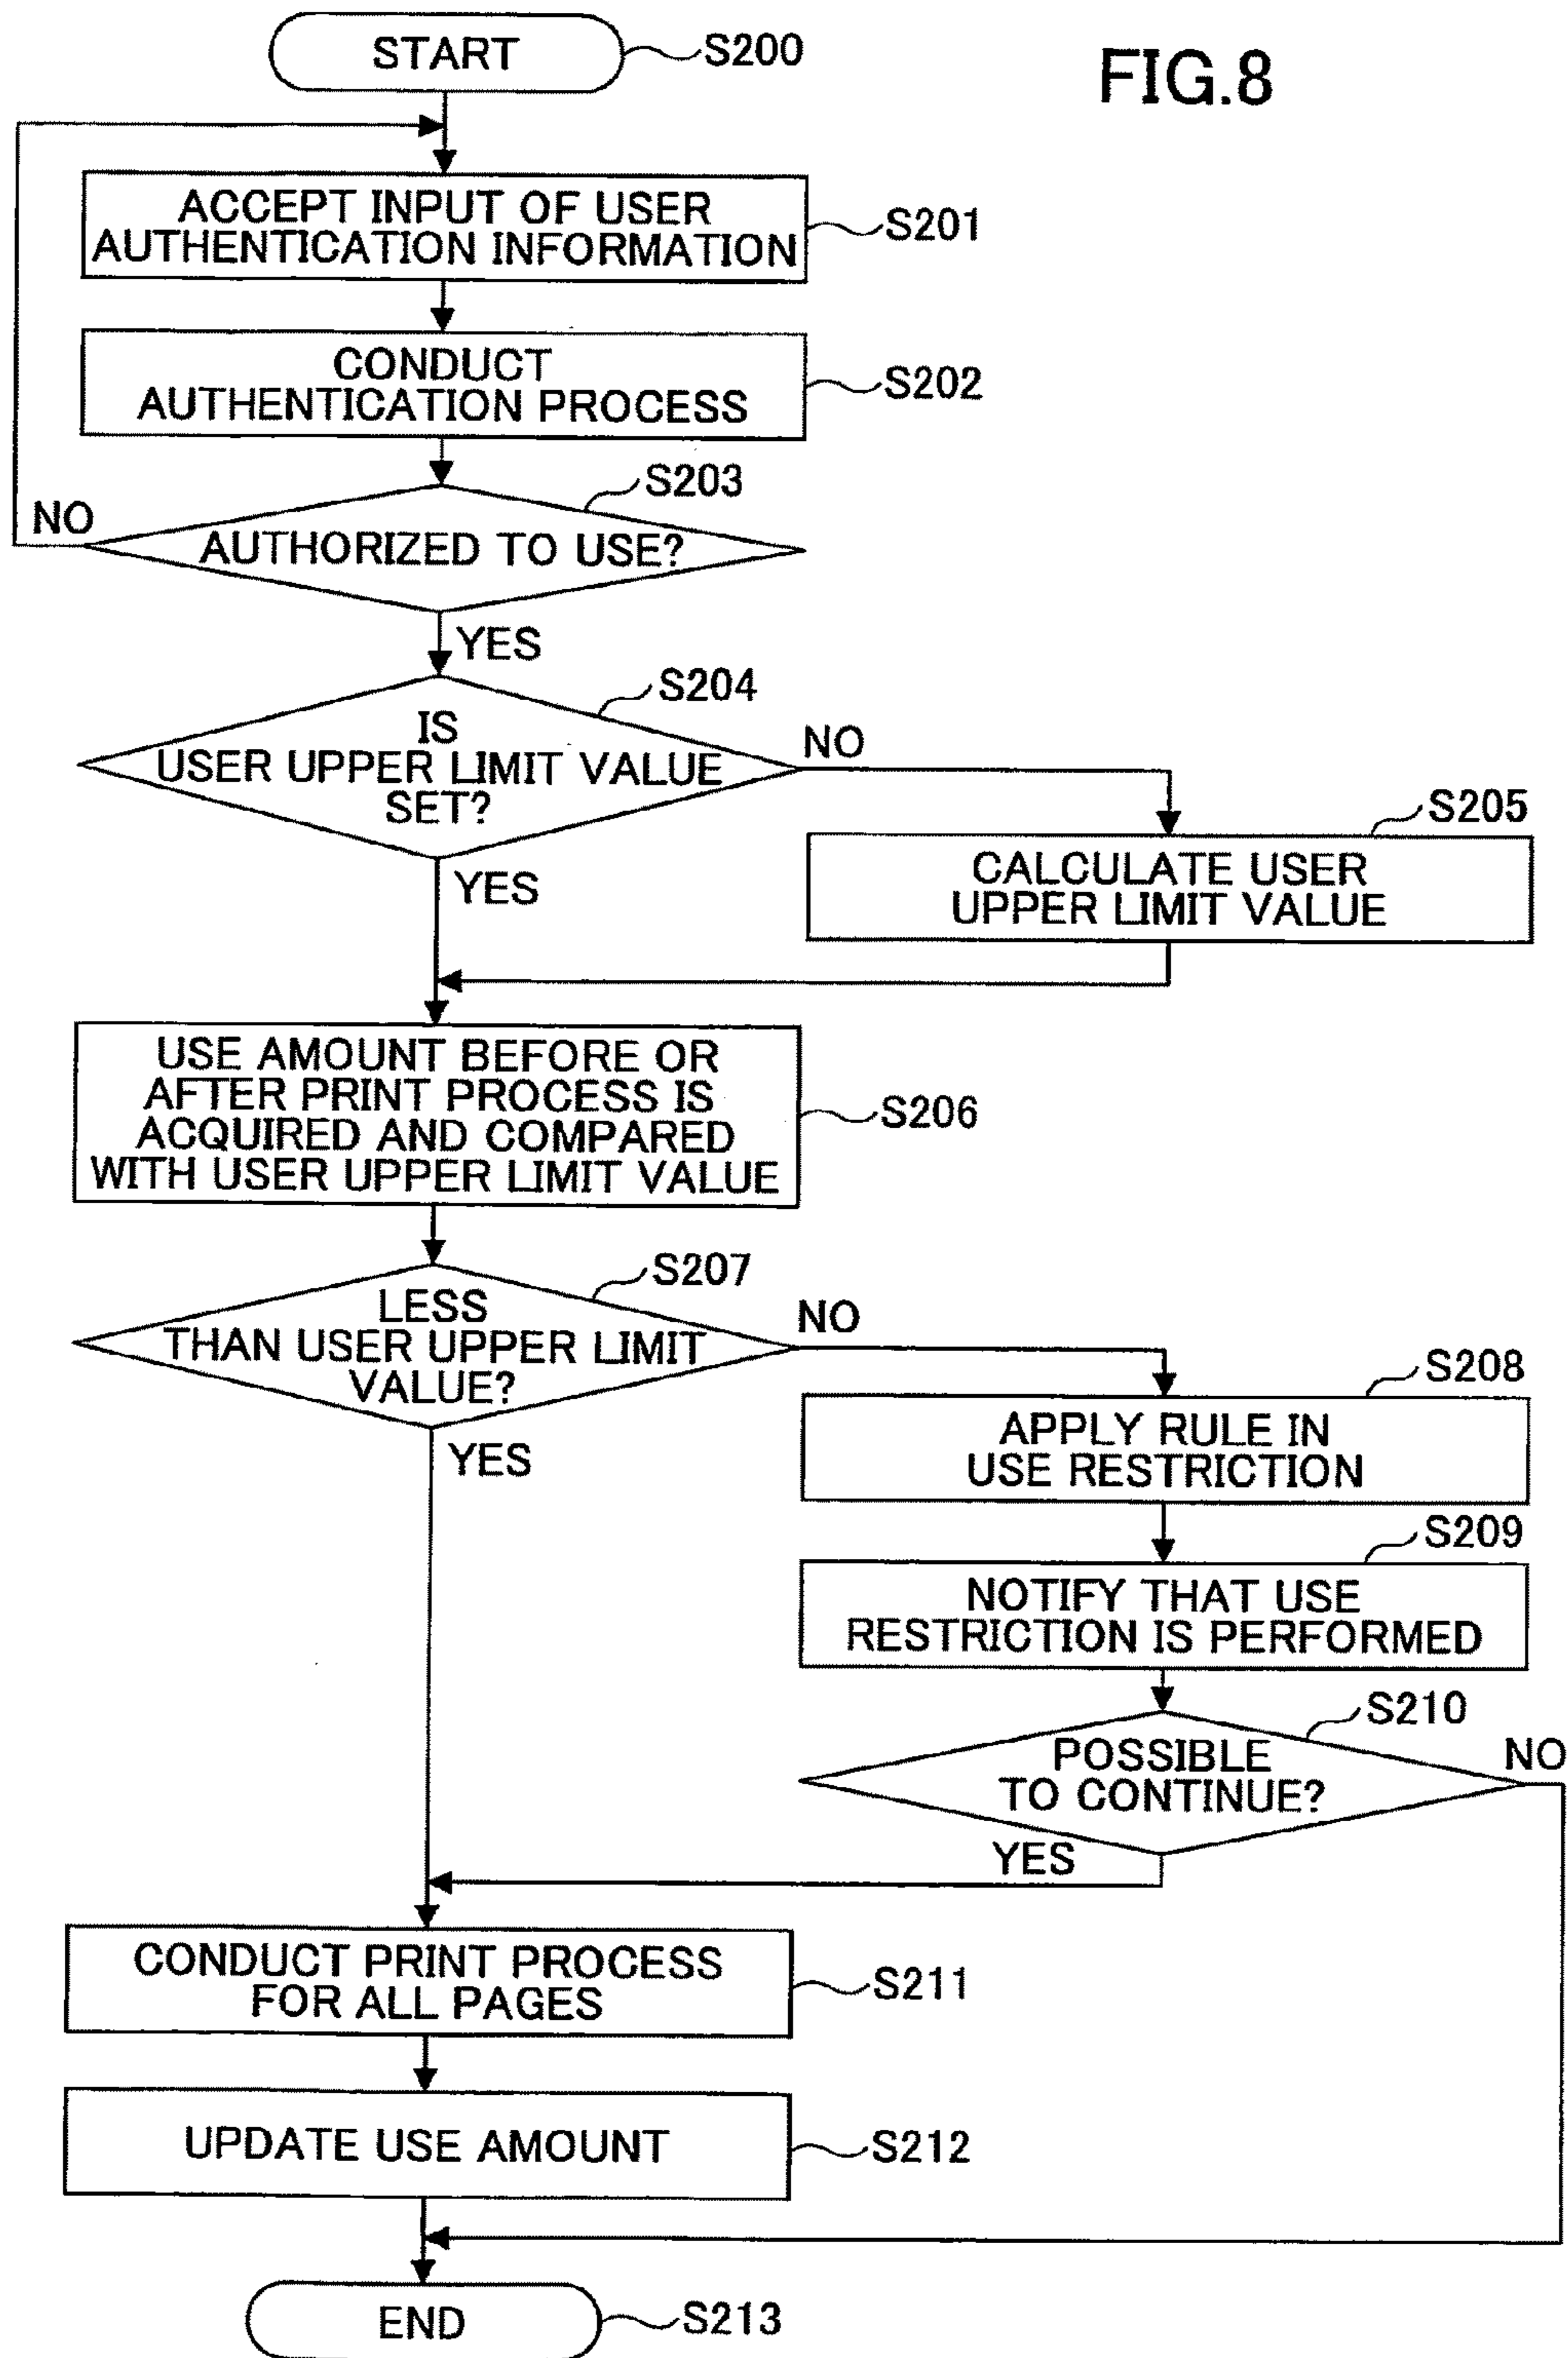 START
S200
FIG.8
ACCEPT INPUT OF USER
AUTHENTICATION INFORMATION
S201
CONDUCT
AUTHENTICATION PROCESS
S202
S203
NO
AUTHORIZED TO USE?
YES
S204
IS
USER UPPER LIMIT VALUE
SET?
NO
YES
S205
CALCULATE USER
UPPER LIMIT VALUE
USE AMOUNT BEFORE OR
AFTER PRINT PROCESS IS
ACQUIRED AND COMPARED
WITH USER UPPER LIMIT VALUE
S206
S207
LESS
THAN USER UPPER LIMIT
VALUE?
NO
YES
S208
APPLY RULE IN
USE RESTRICTION
S209
NOTIFY THAT USE
RESTRICTION IS PERFORMED
S210
POSSIBLE
TO CONTINUE?
NO
YES
CONDUCT PRINT PROCESS
FOR ALL PAGES
S211
UPDATE USE AMOUNT
S212
END
S213